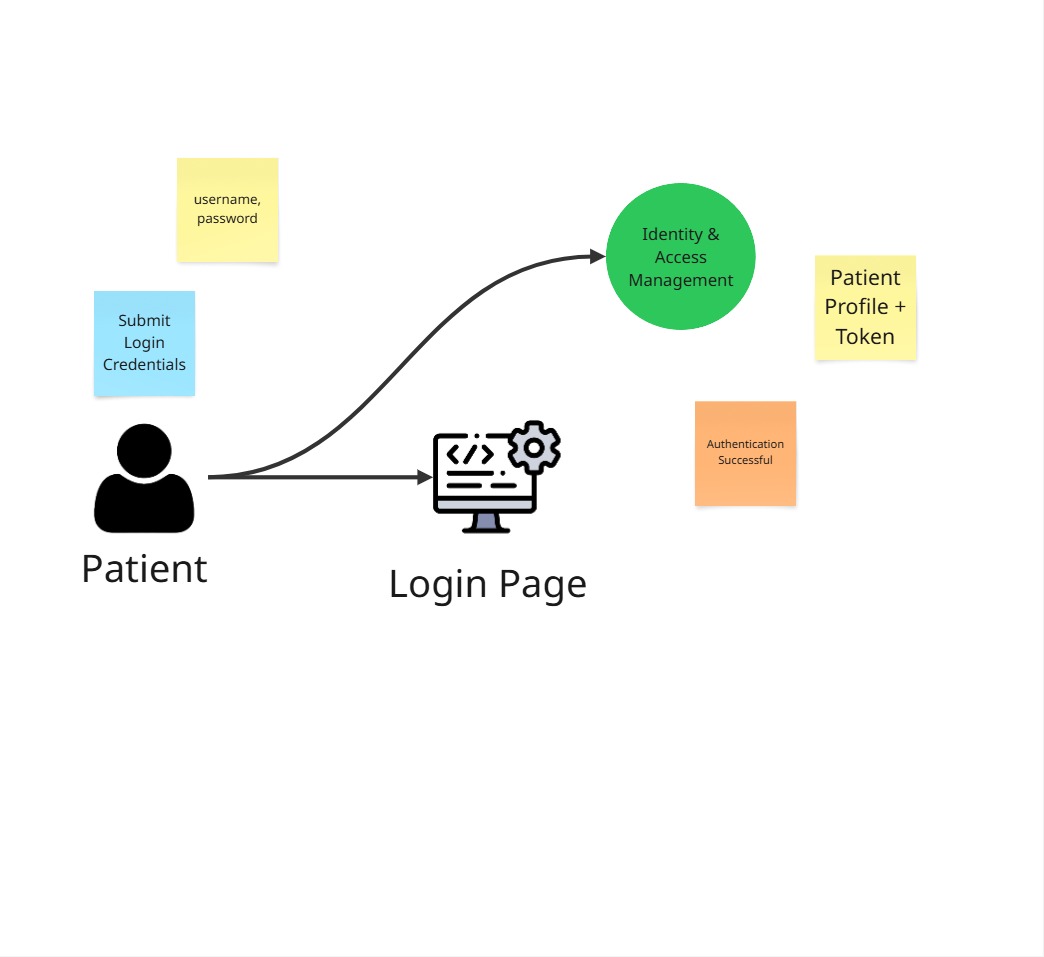 username,
password
Submit
Login
Credentials
Patient
Login Page
Identity &
Access
Management
Patient
Profile +
Token
Authentication
Successful